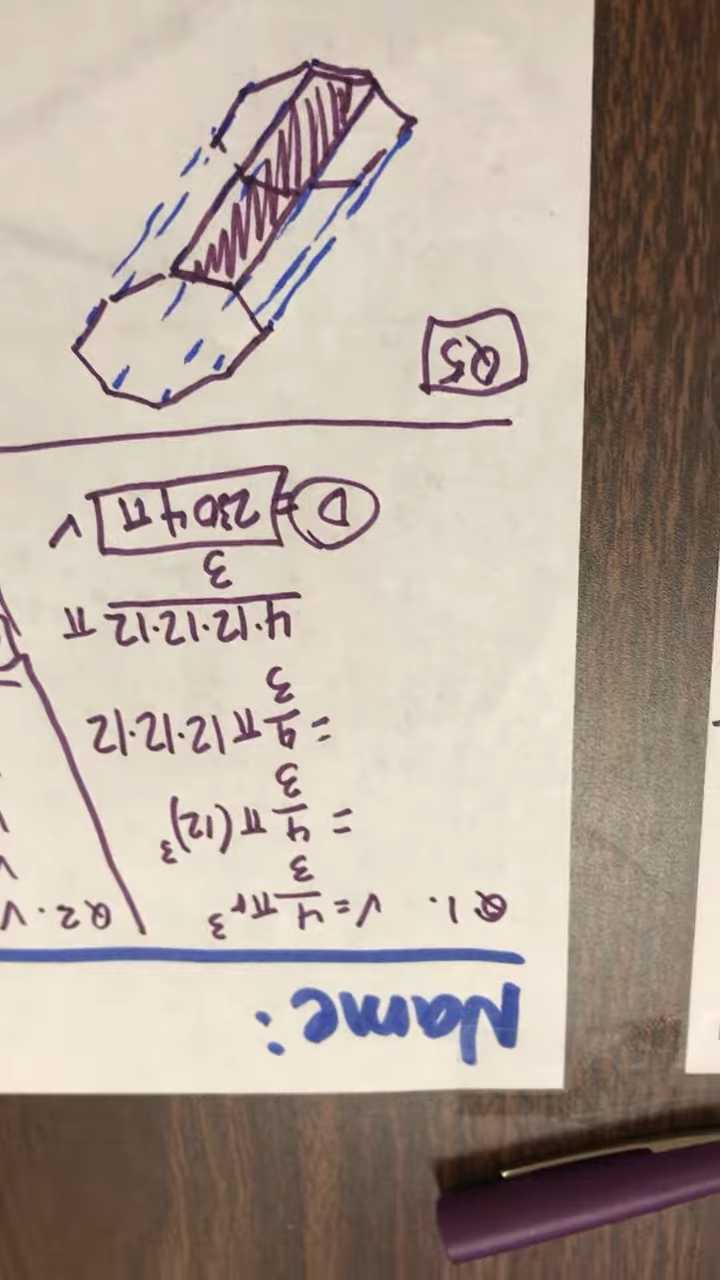 Name:
Q1. V = 4/3 πr³
= 4/3 π(12)³
= 4/3 π12·12·12
4·12·12·12/3 π
D = 2304π ✓
Q2. V
Q5